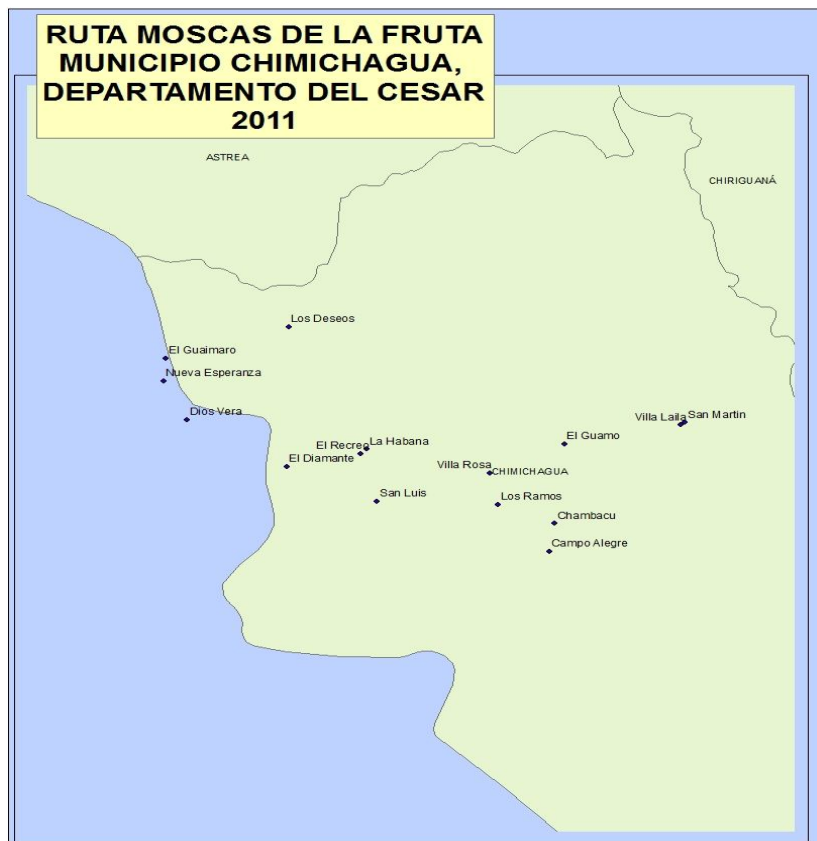 RUTA MOSCAS DE LA FRUTA
MUNICIPIO CHIMICHAGUA,
DEPARTAMENTO DEL CESAR
2011
ASTREA
CHIRIGUANÁ
Los Deseos
El Guaimaro
Nueva Esperanza
Dios Vera
Villa Laila
San Martin
El Guamo
El Recreo
La Habana
El Diamante
Villa Rosa
CHIMICHAGUA
San Luis
Los Ramos
Chambacu
Campo Alegre